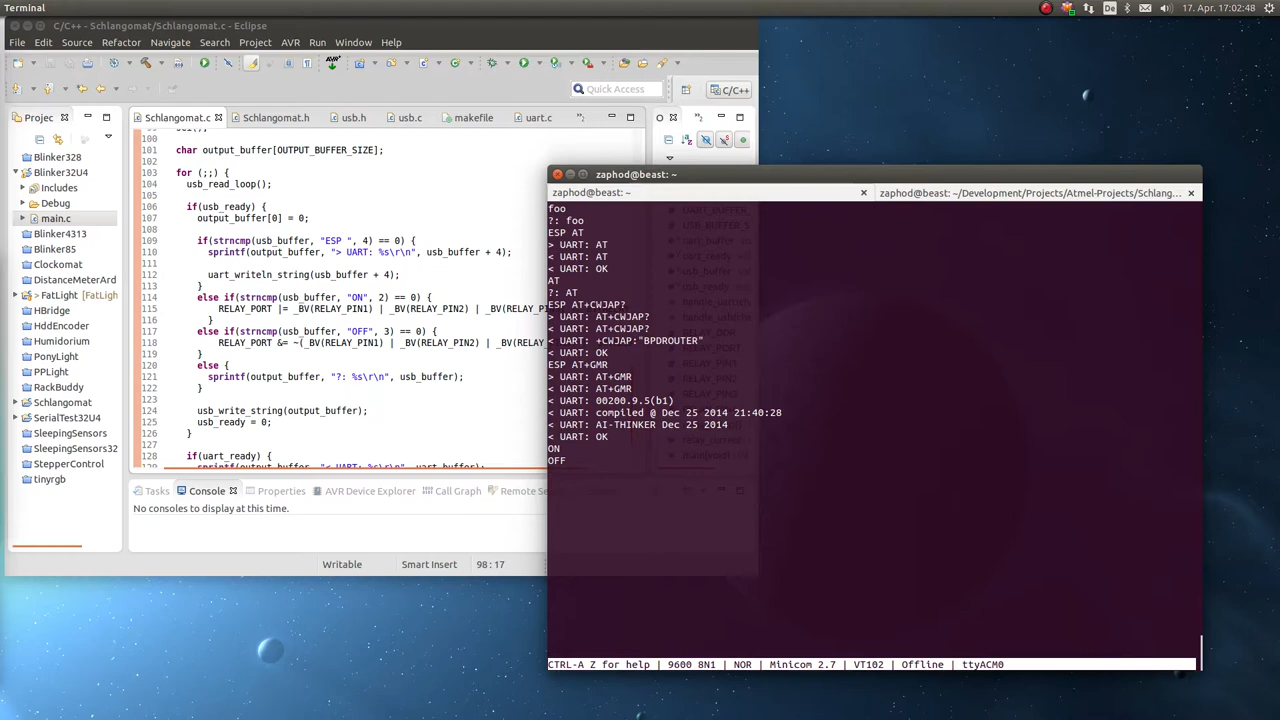 Terminal
De
17. Apr. 17:02:48
C/C++ - Schlangomat/Schlangomat.c - Eclipse
File Edit Source Refactor Navigate Search Project AVR Run Window Help
Quick Access
C/C++
Projec
Blinker328
Blinker32U4
Includes
Debug
main.c
Blinker4313
Blinker85
Clockomat
DistanceMeterArd
> FatLight [FatLigh
HBridge
HddEncoder
Humidorium
PonyLight
PPLight
RackBuddy
Schlangomat
SerialTest32U4
SleepingSensors
SleepingSensors32
StepperControl
tinyrgb
Schlangomat.c Schlangomat.h usb.h usb.c makefile uart.c
O
100
101 char output_buffer[OUTPUT_BUFFER_SIZE];
102
103 for (;;) {
104 usb_read_loop();
105
106 if(usb_ready) {
107 output_buffer[0] = 0;
108
109 if(strncmp(usb_buffer, "ESP ", 4) == 0) {
110 sprintf(output_buffer, "> UART: %s\r\n", usb_buffer + 4);
111
112 uart_writeln_string(usb_buffer + 4);
113 }
114 else if(strncmp(usb_buffer, "ON", 2) == 0) {
115 RELAY_PORT |= _BV(RELAY_PIN1) | _BV(RELAY_PIN2) | _BV(RELAY_P
116 }
117 else if(strncmp(usb_buffer, "OFF", 3) == 0) {
118 RELAY_PORT &= ~(_BV(RELAY_PIN1) | _BV(RELAY_PIN2) | _BV(RELAY
119 }
120 else {
121 sprintf(output_buffer, "?: %s\r\n", usb_buffer);
122 }
123
124 usb_write_string(output_buffer);
125 usb_ready = 0;
126 }
127
128 if(uart_ready) {
129 sprintf(output_buffer, "< UART: %s\r\n", uart_buffer);
Tasks Console Properties AVR Device Explorer Call Graph Remote
No consoles to display at this time.
Writable Smart Insert 98 : 17
zaphod@beast: ~
zaphod@beast: ~
zaphod@beast: ~/Development/Projects/Atmel-Projects/Schlang...
foo
?: foo
ESP AT
> UART: AT
< UART: AT
< UART: OK
AT
?: AT
ESP AT+CWJAP?
> UART: AT+CWJAP?
< UART: AT+CWJAP?
< UART: +CWJAP:"BPDROUTER"
< UART: OK
ESP AT+GMR
> UART: AT+GMR
< UART: AT+GMR
< UART: 00200.9.5(b1)
< UART: compiled @ Dec 25 2014 21:40:28
< UART: AI-THINKER Dec 25 2014
< UART: OK
ON
OFF
CTRL-A Z for help | 9600 8N1 | NOR | Minicom 2.7 | VT102 | Offline | ttyACM0